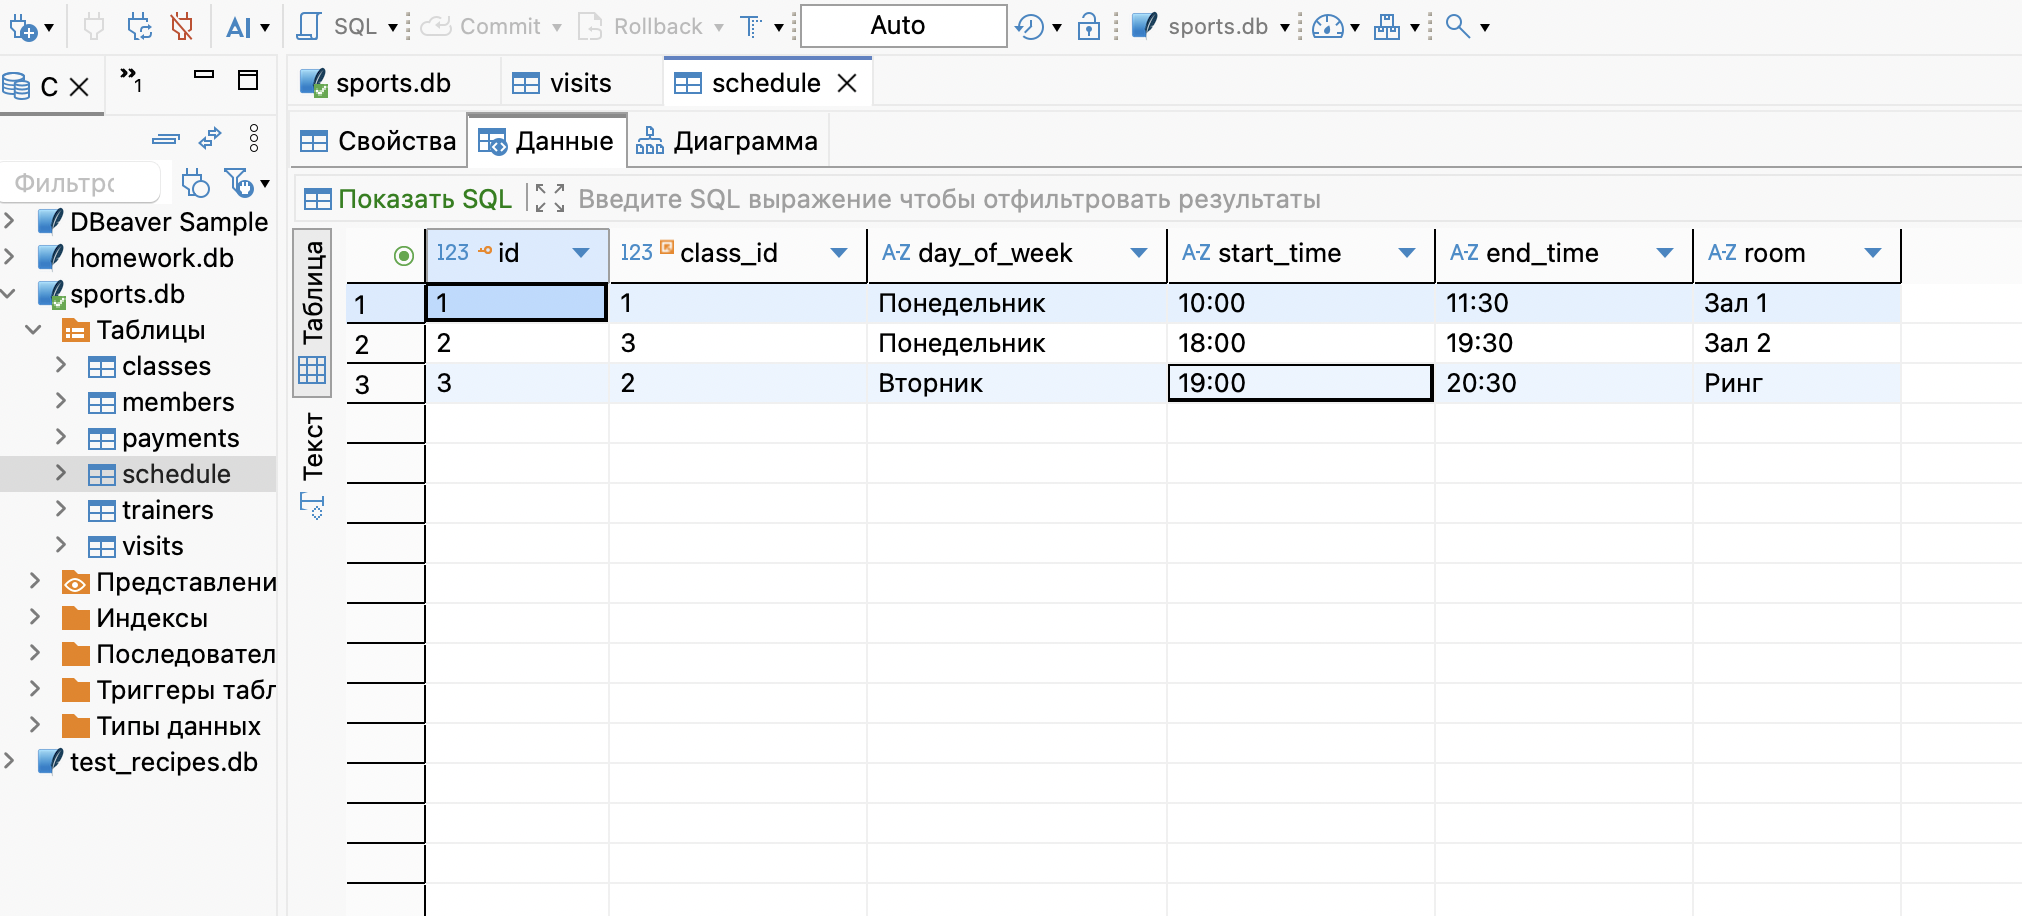 AI SQL Commit Rollback T Auto sports.db
С »1
sports.db visits schedule
Свойства Данные Диаграмма
Показать SQL Введите SQL выражение чтобы отфильтровать результаты
DBeaver Sample
homework.db
sports.db
Таблицы
classes
members
payments
schedule
trainers
visits
Представлени
Индексы
Последовател
Триггеры табл
Типы данных
test_recipes.db
Таблица
Текст
123 id 123 class_id A-Z day_of_week A-Z start_time A-Z end_time A-Z room
1 1 1 Понедельник 10:00 11:30 Зал 1
2 2 3 Понедельник 18:00 19:30 Зал 2
3 3 2 Вторник 19:00 20:30 Ринг